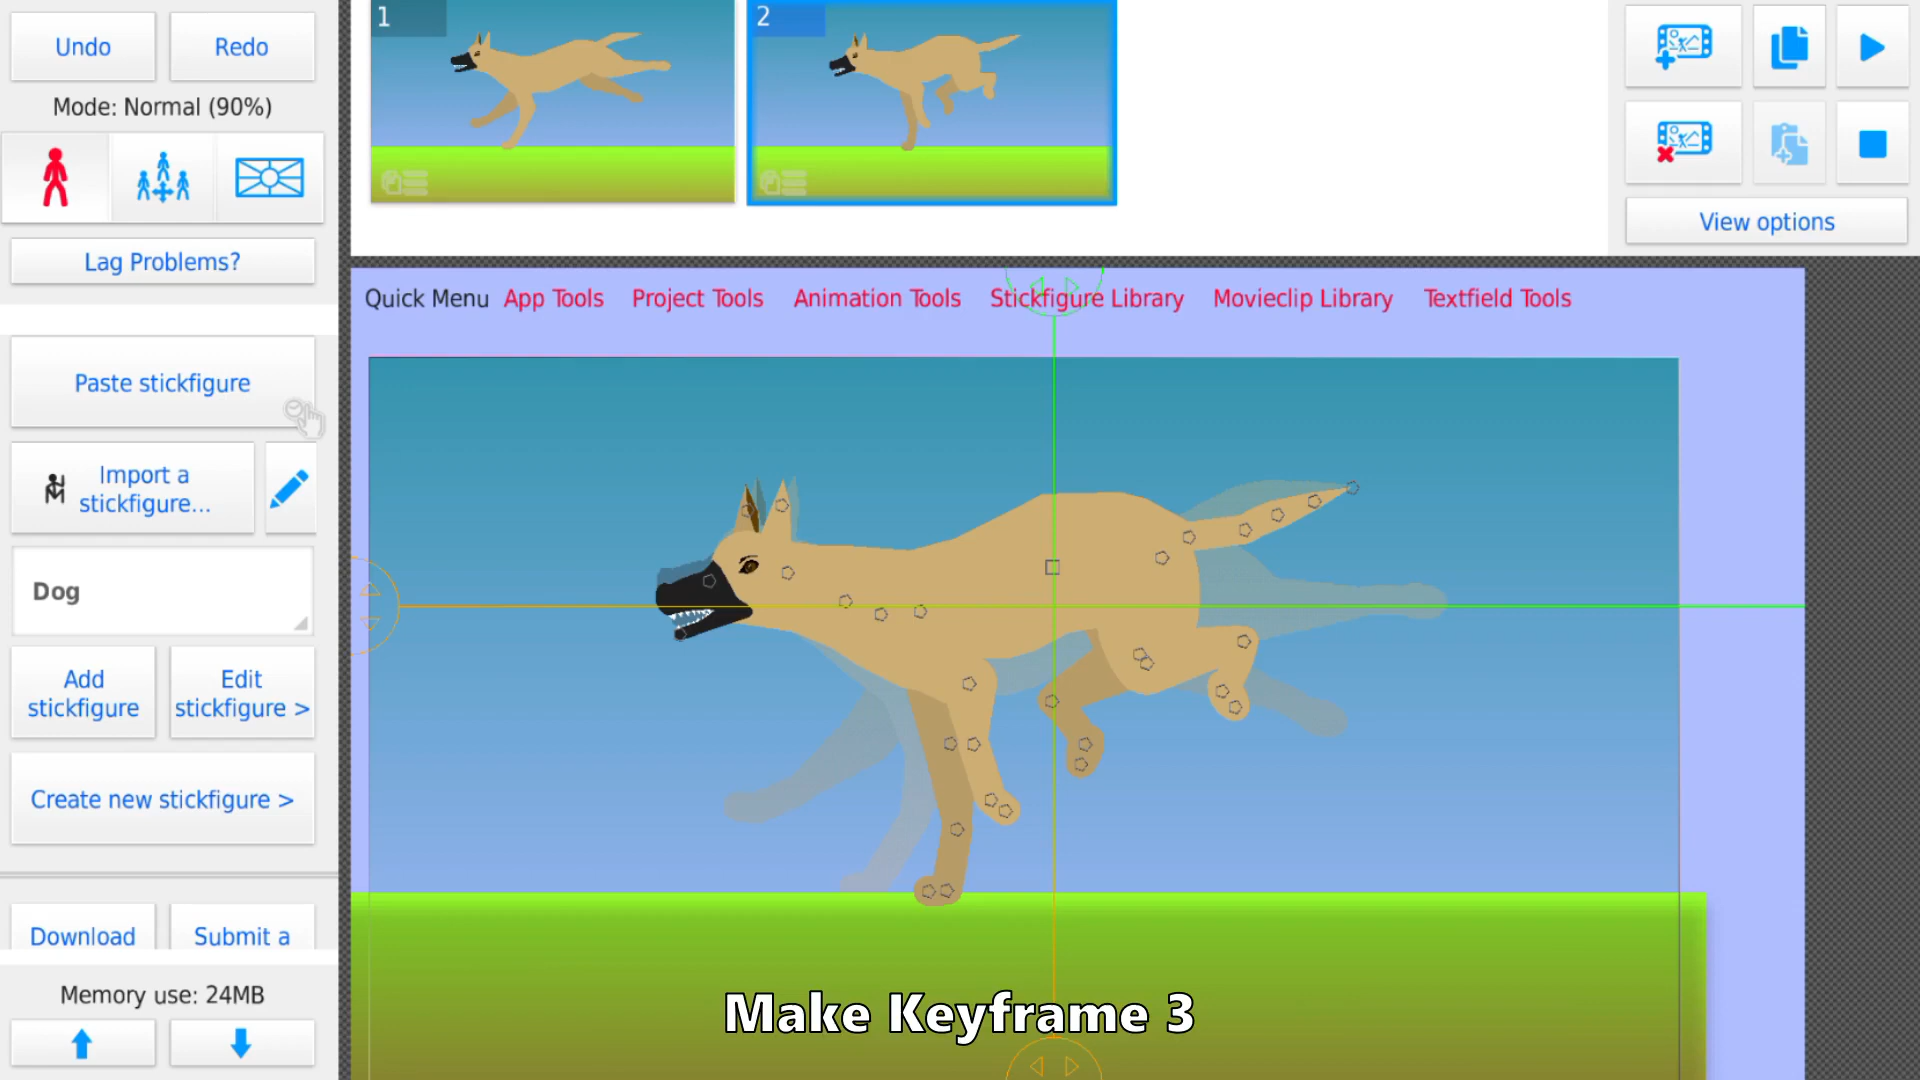 Undo
Redo
Mode: Normal (90%)
Lag Problems?
Paste stickfigure
Import a
stickfigure...
Dog
Add
stickfigure
Edit
stickfigure >
Create new stickfigure >
Download
Submit a
Memory use: 24MB
1
2
View options
Quick Menu
App Tools
Project Tools
Animation Tools
Stickfigure Library
Movieclip Library
Textfield Tools
Make Keyframe 3